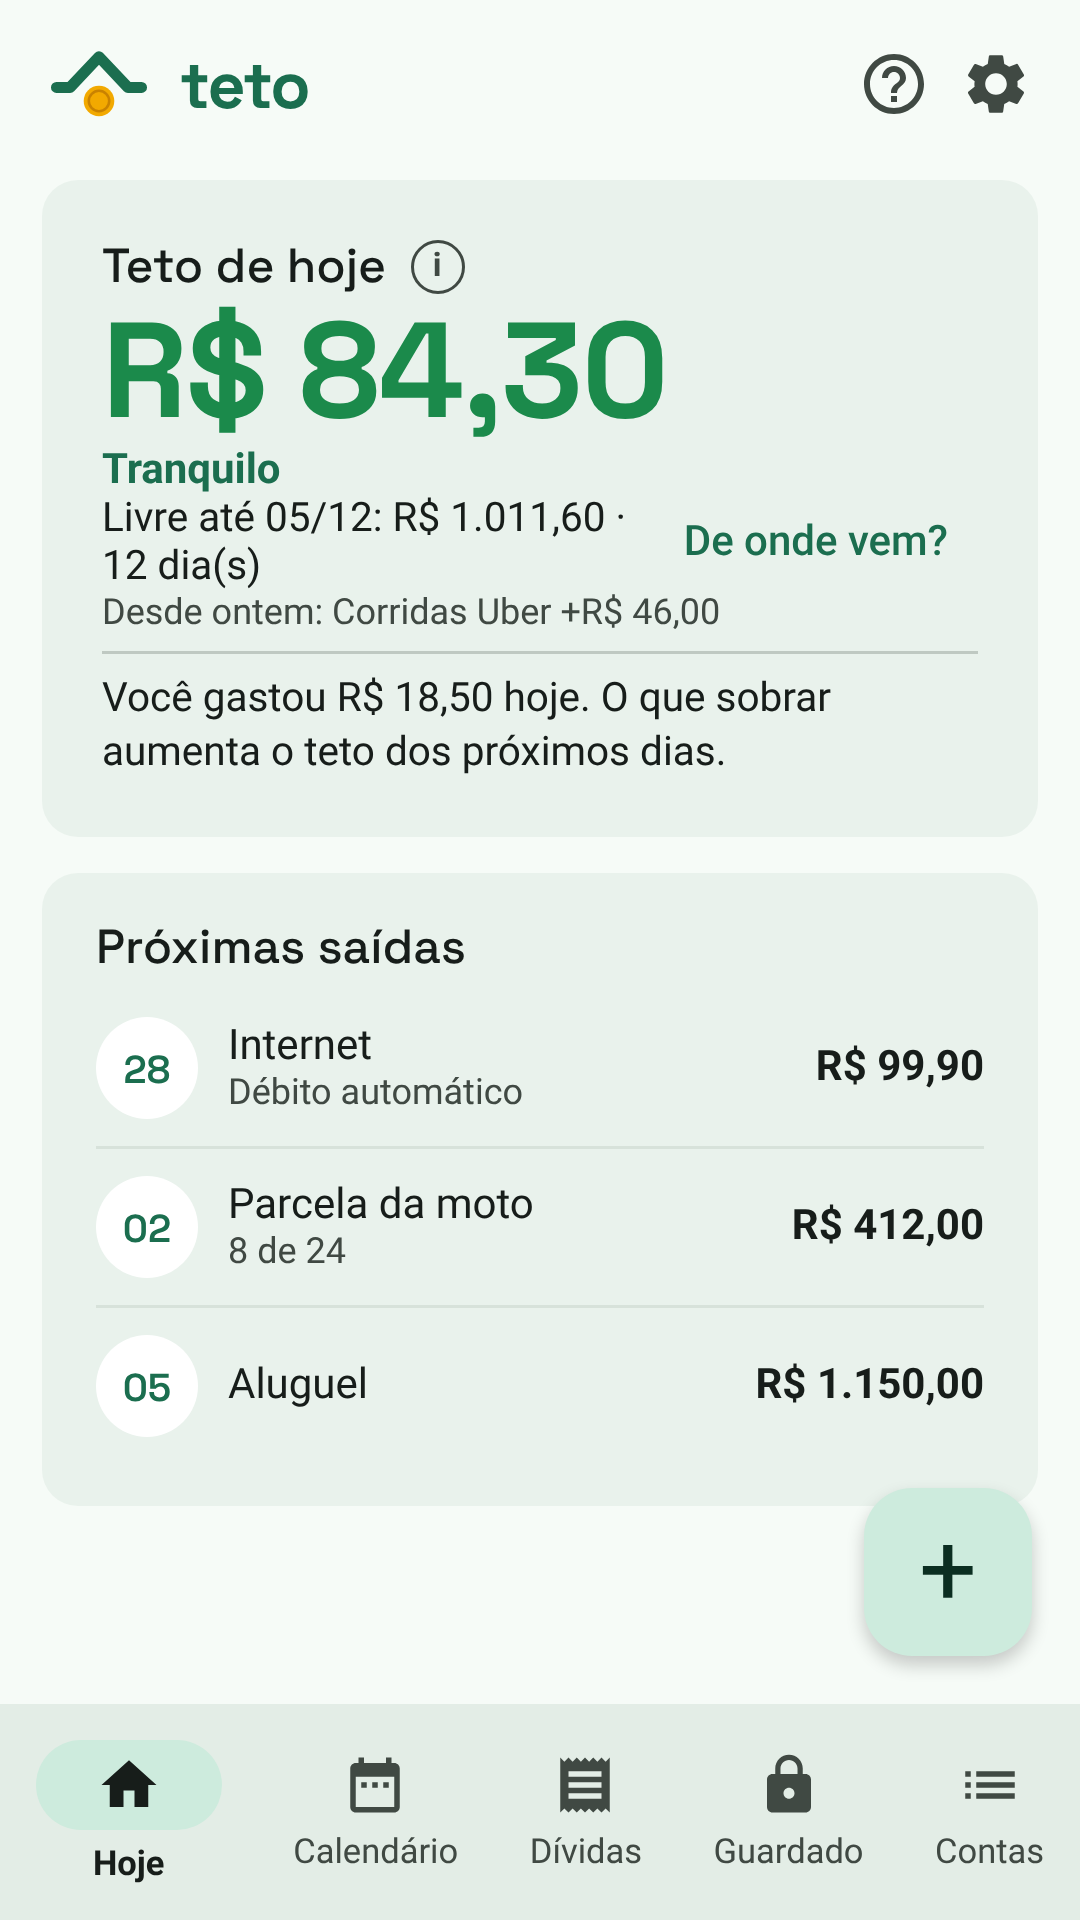 teto
Teto de hoje
R$ 84,30
Tranquilo
Livre até 05/12: R$ 1.011,60 ·
12 dia(s)
De onde vem?
Desde ontem: Corridas Uber +R$ 46,00
Você gastou R$ 18,50 hoje. O que sobrar
aumenta o teto dos próximos dias.
Próximas saídas
28 Internet R$ 99,90
Débito automático
02 Parcela da moto R$ 412,00
8 de 24
05 Aluguel R$ 1.150,00
Hoje Calendário Dívidas Guardado Contas